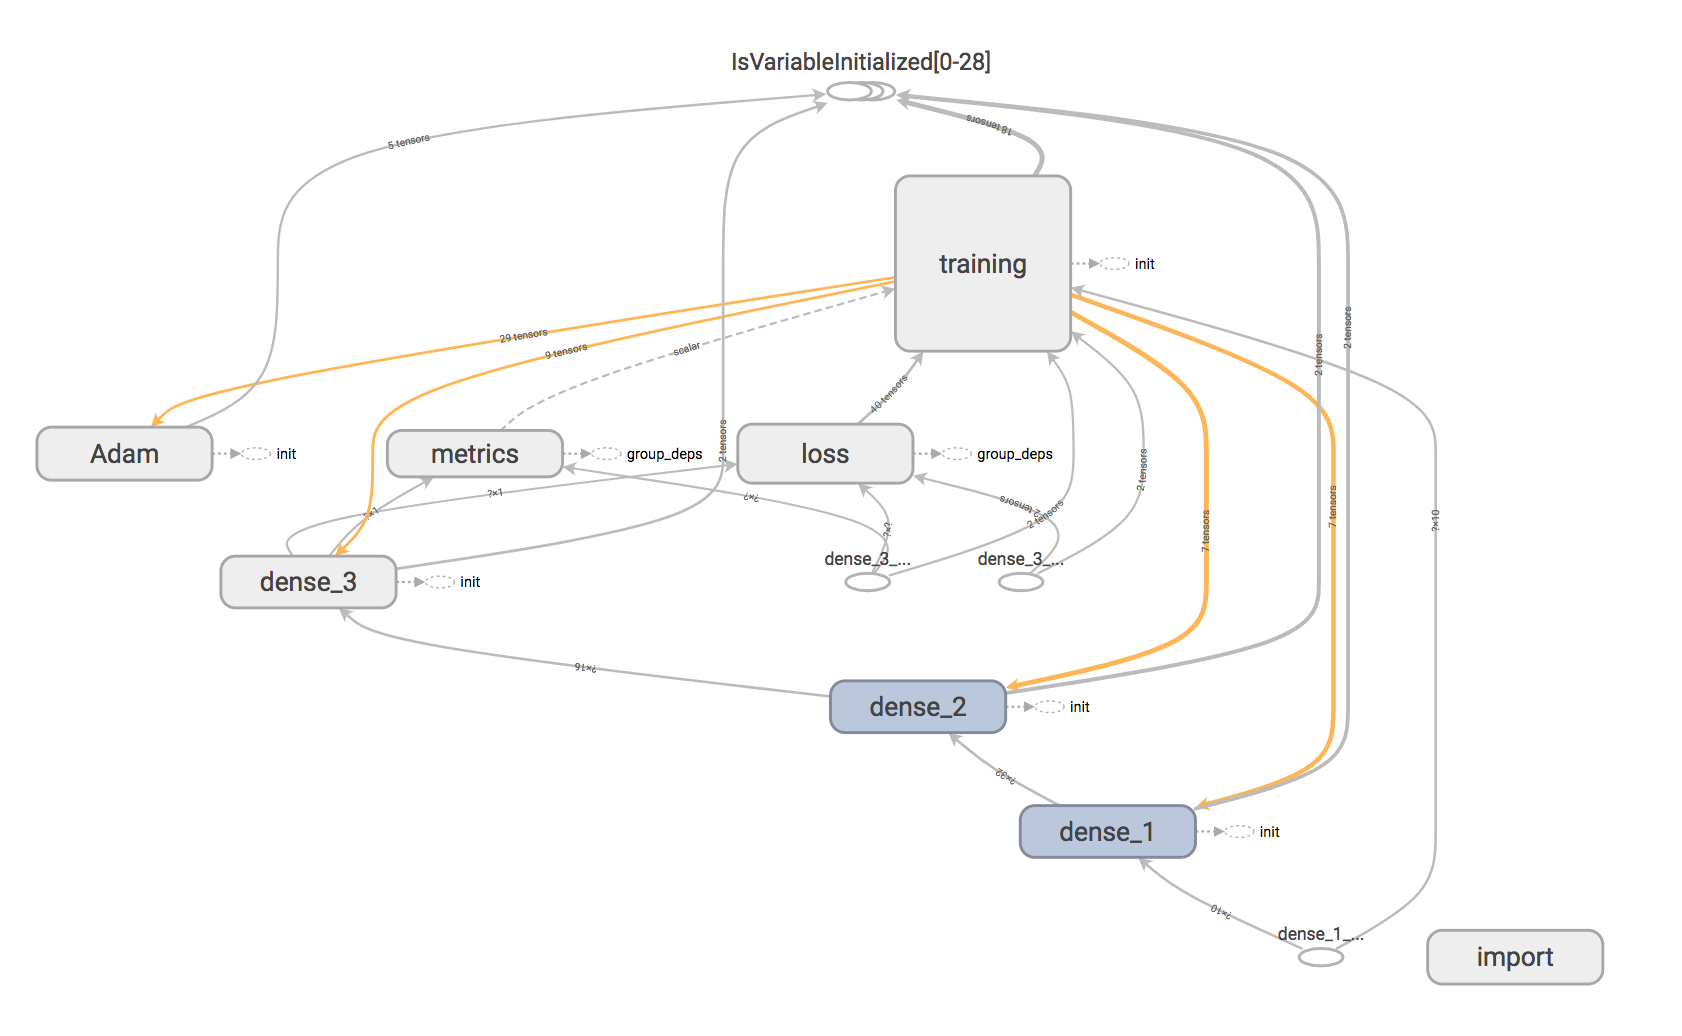 IsVariableInitialized[0-28]
18 tensors
5 tensors
training
init
29 tensors
9 tensors
scalar
2 tensors
2 tensors
40 tensors
Adam
init
metrics
group_deps
loss
group_deps
2 tensors
?×1
?×?
2 tensors
2 tensors
2 tensors
?×1
?×?
7 tensors
7 tensors
?×10
dense_3_...
dense_3_...
dense_3
init
?×16
dense_2
init
?×32
dense_1
init
?×10
dense_1_...
import